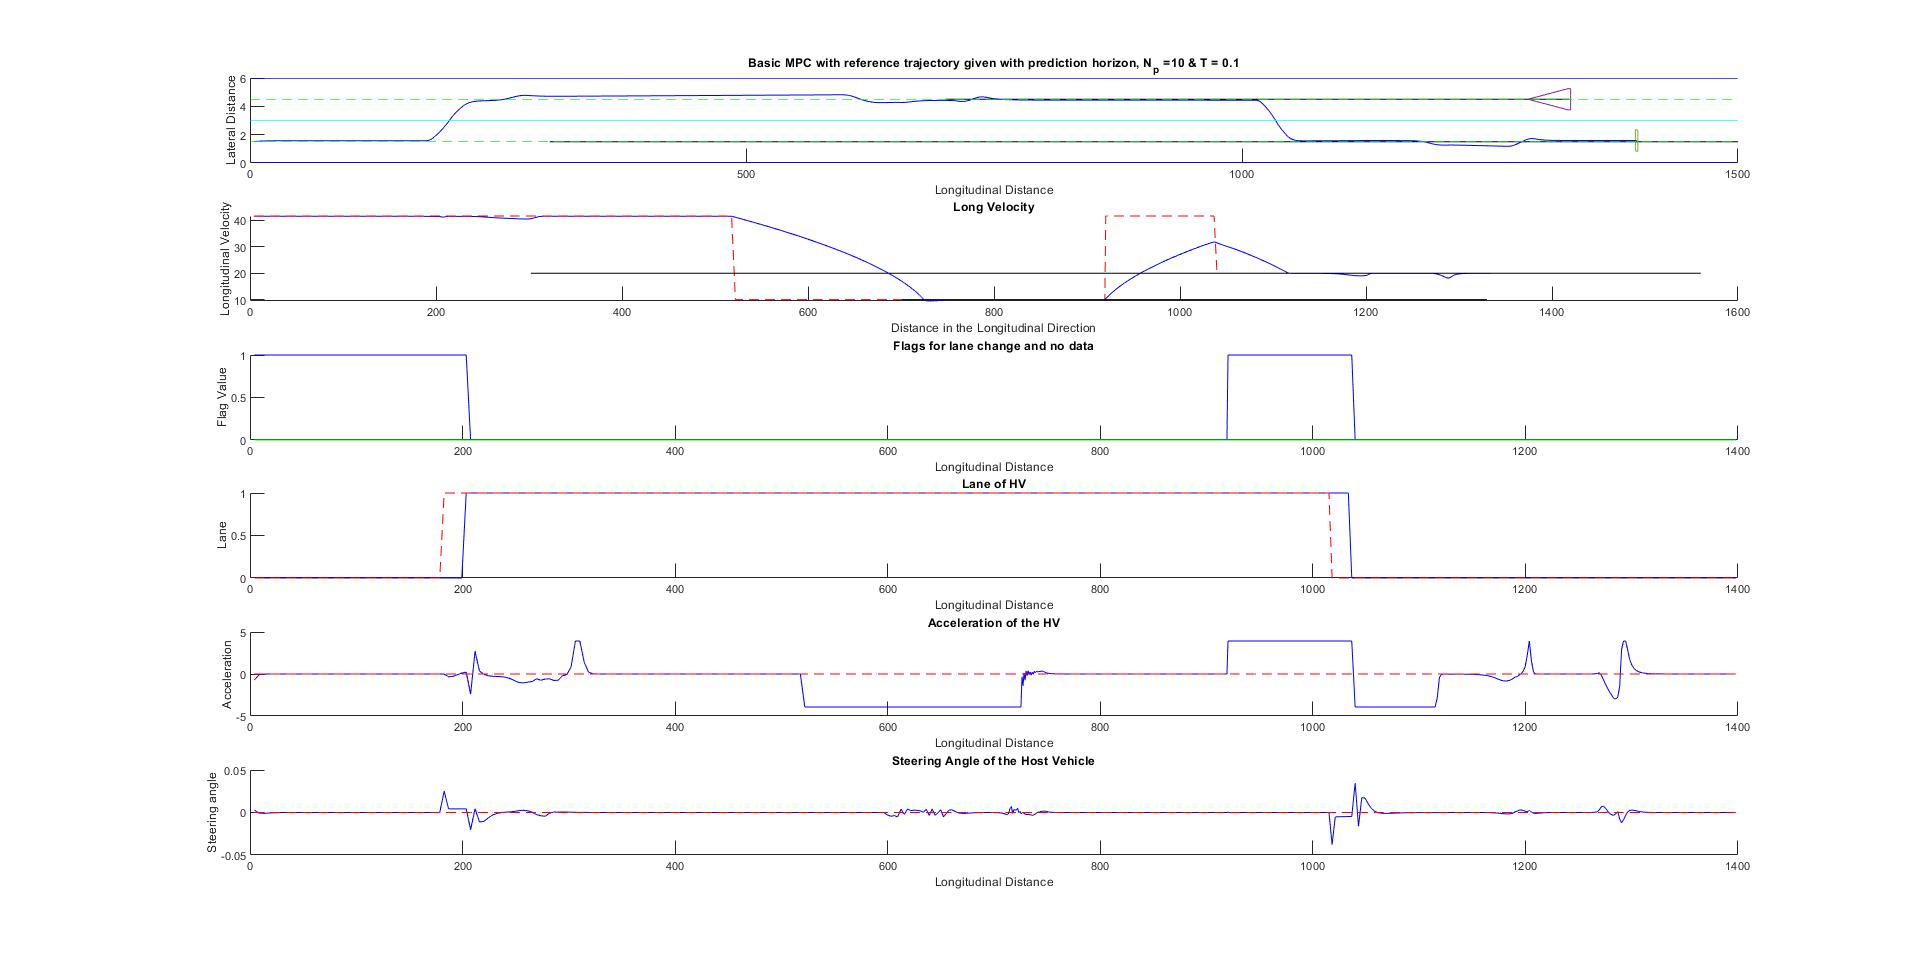 Basic MPC with reference trajectory given with prediction horizon, Np =10 & T = 0.1
Lateral Distance
6
4
2
0
0 500 1000 1500
Longitudinal Distance
Long Velocity
Longitudinal Velocity
40
30
20
10
0 200 400 600 800 1000 1200 1400 1600
Distance in the Longitudinal Direction
Flags for lane change and no data
Flag Value
1
0.5
0
0 200 400 600 800 1000 1200 1400
Longitudinal Distance
Lane of HV
Lane
1
0.5
0
0 200 400 600 800 1000 1200 1400
Longitudinal Distance
Acceleration of the HV
Acceleration
5
0
-5
0 200 400 600 800 1000 1200 1400
Longitudinal Distance
Steering Angle of the Host Vehicle
Steering angle
0.05
0
-0.05
0 200 400 600 800 1000 1200 1400
Longitudinal Distance